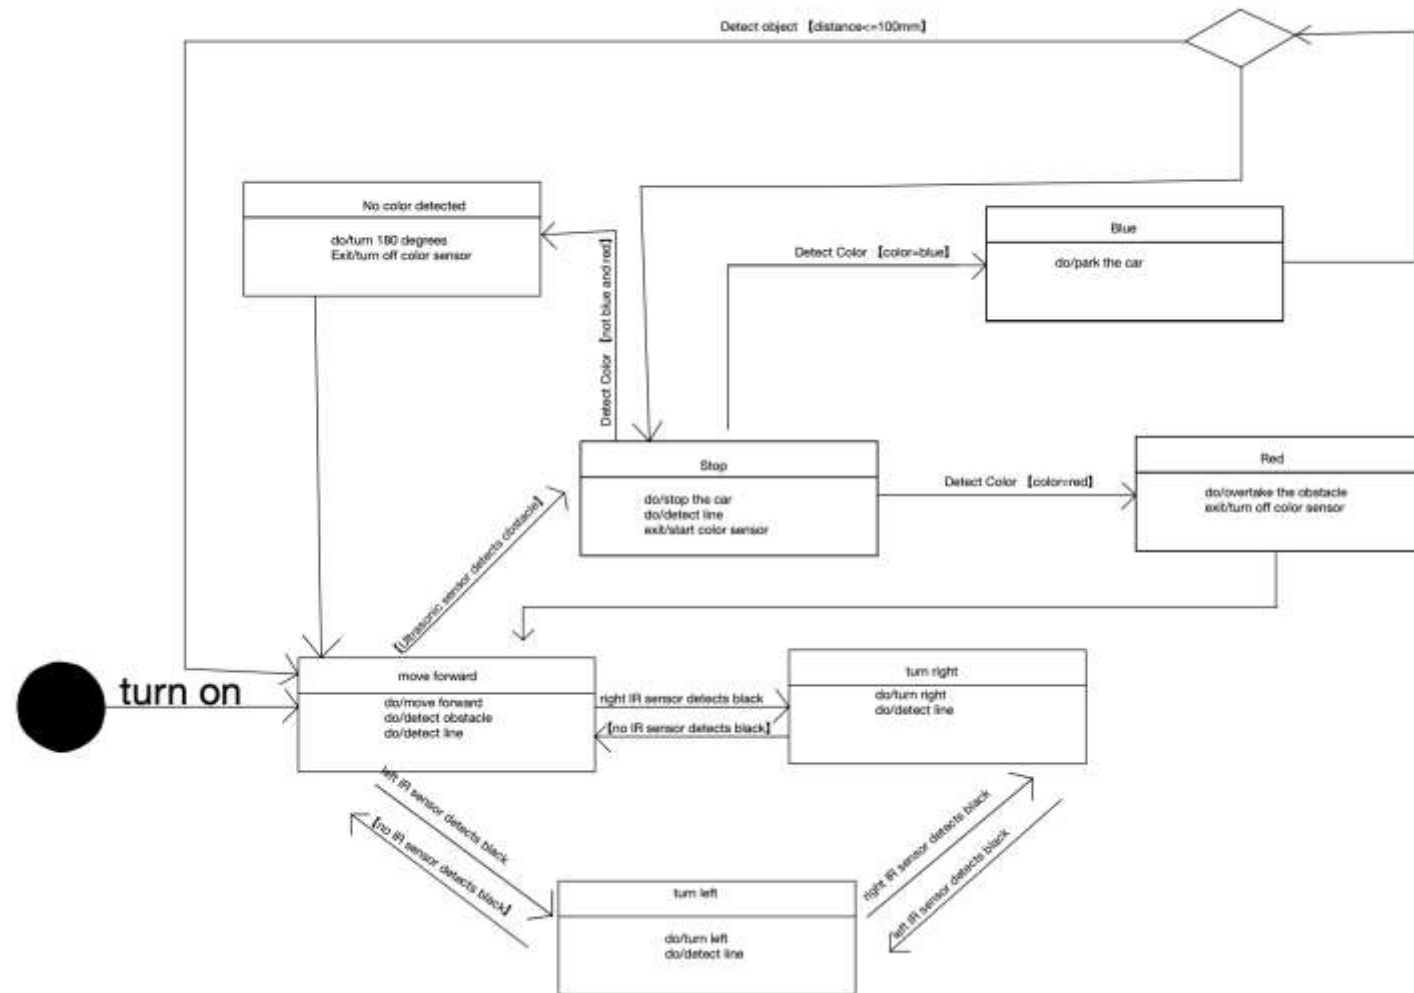 Detect object 【distance<=100mm】
No color detected
do/turn 180 degrees
Exit/turn off color sensor
Detect Color 【not blue and red】
Detect Color 【color=blue】
Blue
do/park the car
Stop
do/stop the car
do/detect line
exit/start color sensor
Detect Color 【color=red】
Red
do/overtake the obstacle
exit/turn off color sensor
【Ultrasonic sensor detects obstacle】
turn on
move forward
do/move forward
do/detect obstacle
do/detect line
right IR sensor detects black
【no IR sensor detects black】
turn right
do/turn right
do/detect line
left IR sensor detects black
【no IR sensor detects black】
right IR sensor detects black
left IR sensor detects black
turn left
do/turn left
do/detect line